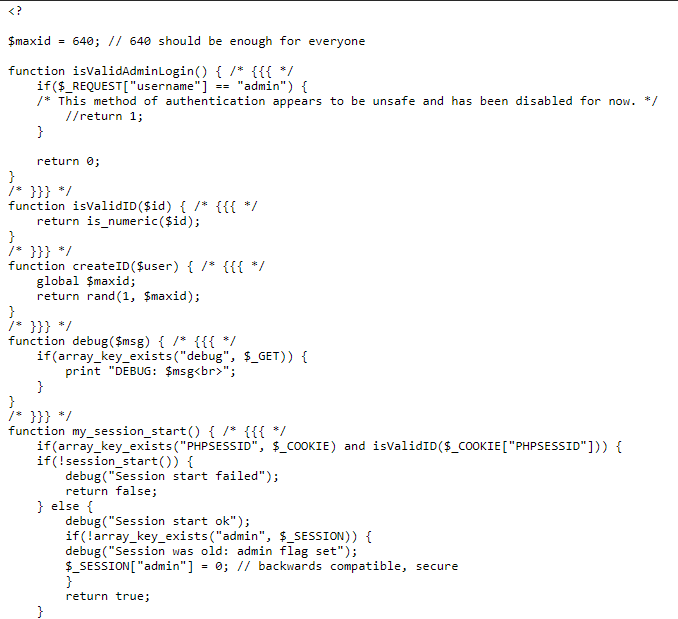 <?
$maxid = 640; // 640 should be enough for everyone
function isValidAdminLogin() { /* {{{ */
    if($_REQUEST["username"] == "admin") {
    /* This method of authentication appears to be unsafe and has been disabled for now. */
        //return 1;
    }
    return 0;
}
/* }}} */
function isValidID($id) { /* {{{ */
    return is_numeric($id);
}
/* }}} */
function createID($user) { /* {{{ */
    global $maxid;
    return rand(1, $maxid);
}
/* }}} */
function debug($msg) { /* {{{ */
    if(array_key_exists("debug", $_GET)) {
        print "DEBUG: $msg<br>";
    }
}
/* }}} */
function my_session_start() { /* {{{ */
    if(array_key_exists("PHPSESSID", $_COOKIE) and isValidID($_COOKIE["PHPSESSID"])) {
    if(!session_start()) {
        debug("Session start failed");
        return false;
    } else {
        debug("Session start ok");
        if(!array_key_exists("admin", $_SESSION)) {
        debug("Session was old: admin flag set");
        $_SESSION["admin"] = 0; // backwards compatible, secure
        }
        return true;
    }